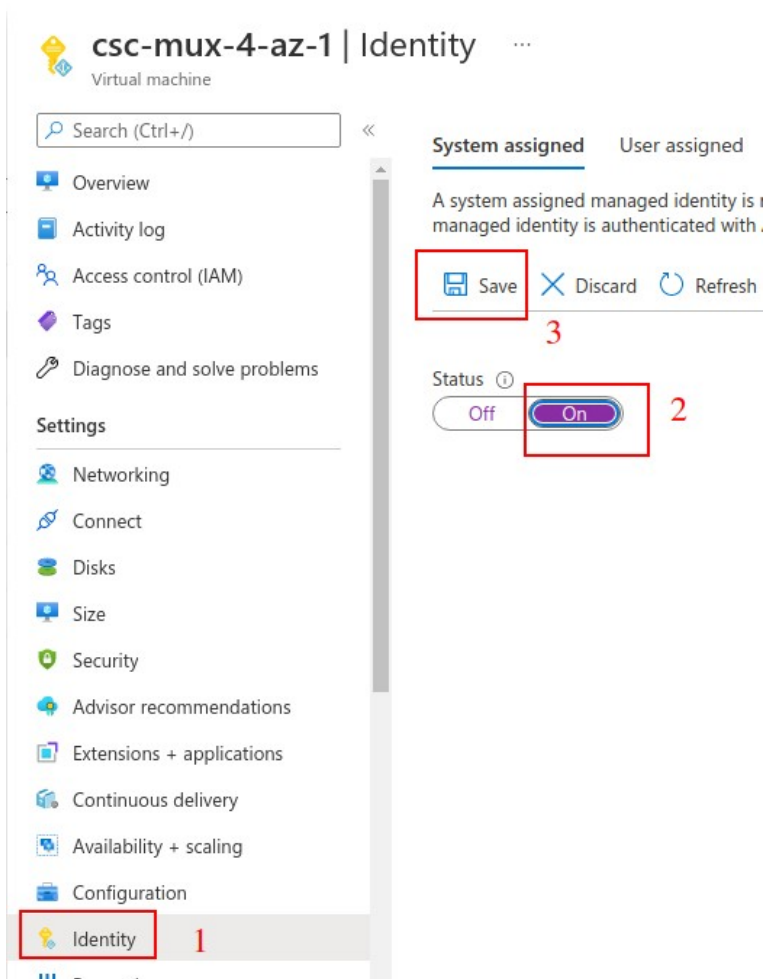 csc-mux-4-az-1 | Identity ...
Virtual machine
Search (Ctrl+/)
«
Overview
Activity log
Access control (IAM)
Tags
Diagnose and solve problems
Settings
Networking
Connect
Disks
Size
Security
Advisor recommendations
Extensions + applications
Continuous delivery
Availability + scaling
Configuration
Identity
1
System assigned User assigned
A system assigned managed identity is
managed identity is authenticated with
Save Discard Refresh
3
Status
Off On
2